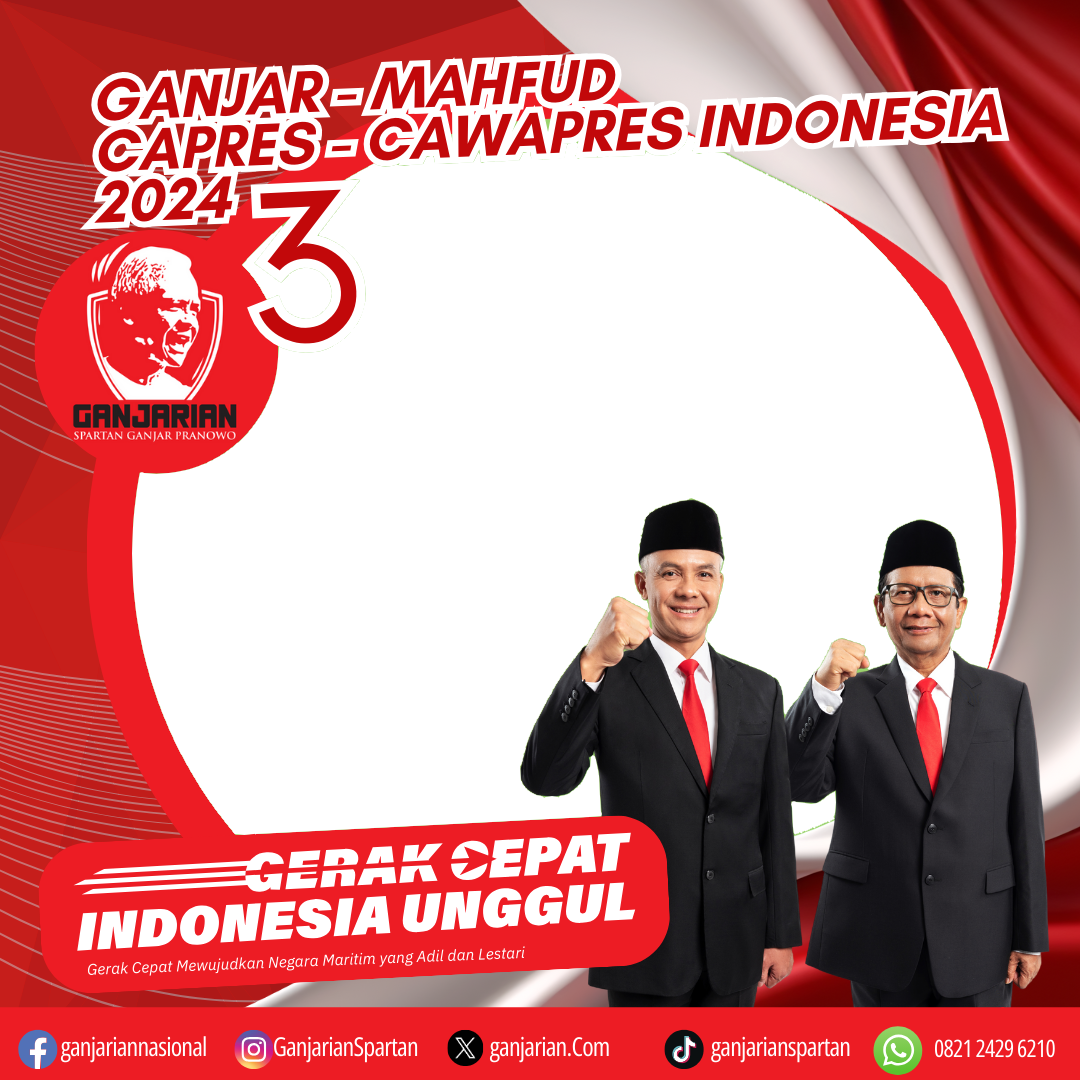 GANJAR - MAHFUD
CAPRES - CAWAPRES INDONESIA
2024
3
GANJARIAN
SPARTAN GANJAR PRANOWO
GERAK CEPAT
INDONESIA UNGGUL
Gerak Cepat Mewujudkan Negara Maritim yang Adil dan Lestari
ganjariannasional GanjarianSpartan ganjarian.Com ganjarianspartan 0821 2429 6210